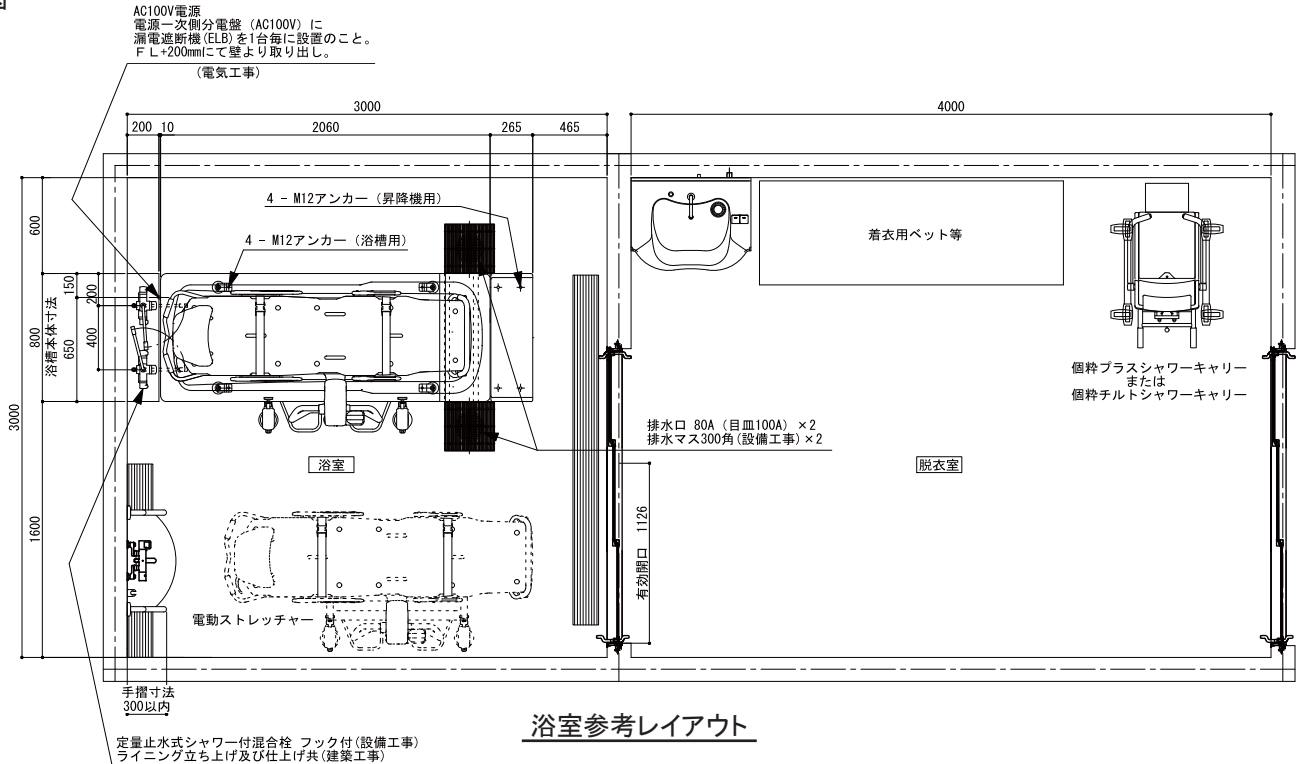 図
AC100V電源
電源一次側分電盤（AC100V）に
漏電遮断機(ELB)を1台毎に設置のこと。
ＦＬ+200mmにて壁より取り出し。
(電気工事)
3000
4000
200 10 2060 265 465
4 - M12アンカー（昇降機用）
4 - M12アンカー（浴槽用）
着衣用ベット等
600
150
200
800
浴槽本体寸法
650
400
3000
1600
個粋プラスシャワーキャリー
または
個粋チルトシャワーキャリー
排水口 80A（目皿100A）×2
排水マス300角(設備工事)×2
浴室
脱衣室
有効開口 1126
電動ストレッチャー
手摺寸法
300以内
定量止水式シャワー付混合栓 フック付(設備工事)
ライニング立ち上げ及び仕上げ共(建築工事)
浴室参考レイアウト